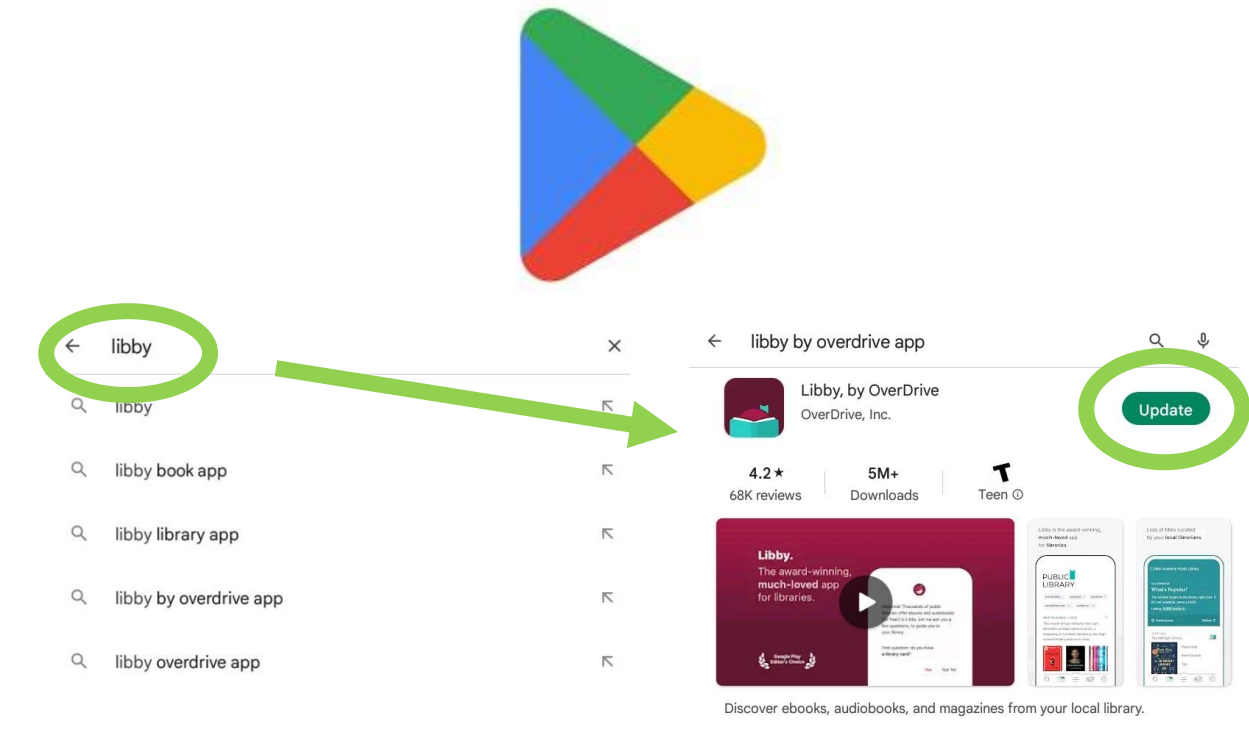 libby
libby
libby book app
libby library app
libby by overdrive app
libby overdrive app
libby by overdrive app
Libby, by OverDrive
OverDrive, Inc.
Update
4.2★
68K reviews
5M+
Downloads
Teen
Libby.
The award-winning,
much-loved app
for libraries.
Google Play
Editor's Choice
a library card?
Libby is the award-winning,
much-loved app
for libraries.
PUBLIC
LIBRARY
Lists of titles curated
by your local librarians.
What's Popular?
Discover ebooks, audiobooks, and magazines from your local library.